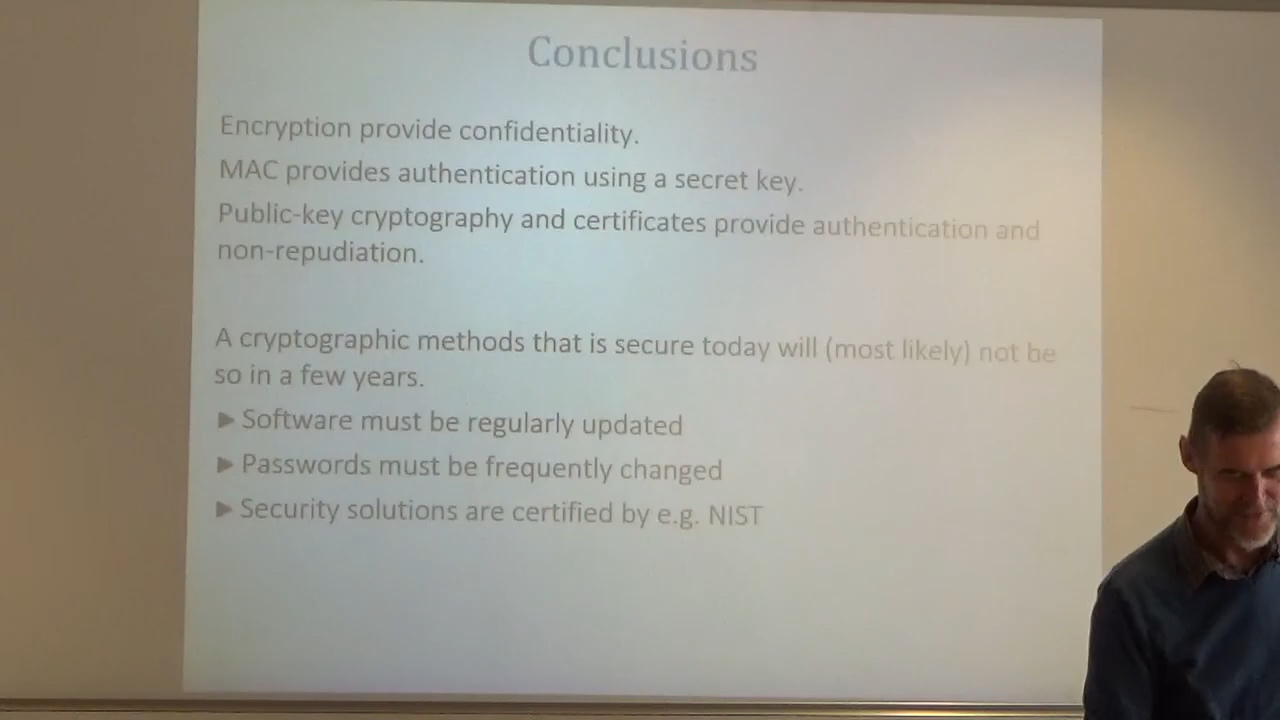 Conclusions
Encryption provide confidentiality.
MAC provides authentication using a secret key.
Public-key cryptography and certificates provide authentication and
non-repudiation.
A cryptographic methods that is secure today will (most likely) not be
so in a few years.
▶ Software must be regularly updated
▶ Passwords must be frequently changed
▶ Security solutions are certified by e.g. NIST